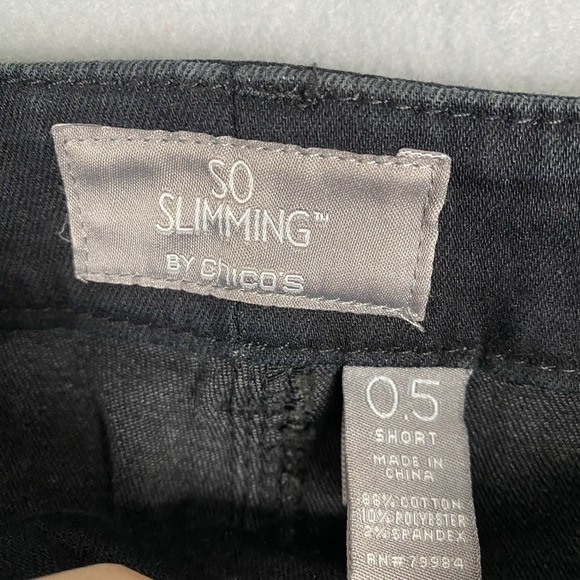 SO
SLIMMING™
BY chico's
0.5
SHORT
MADE IN
CHINA
88% COTTON
10% POLYESTER
2% SPANDEX
RN# 79984